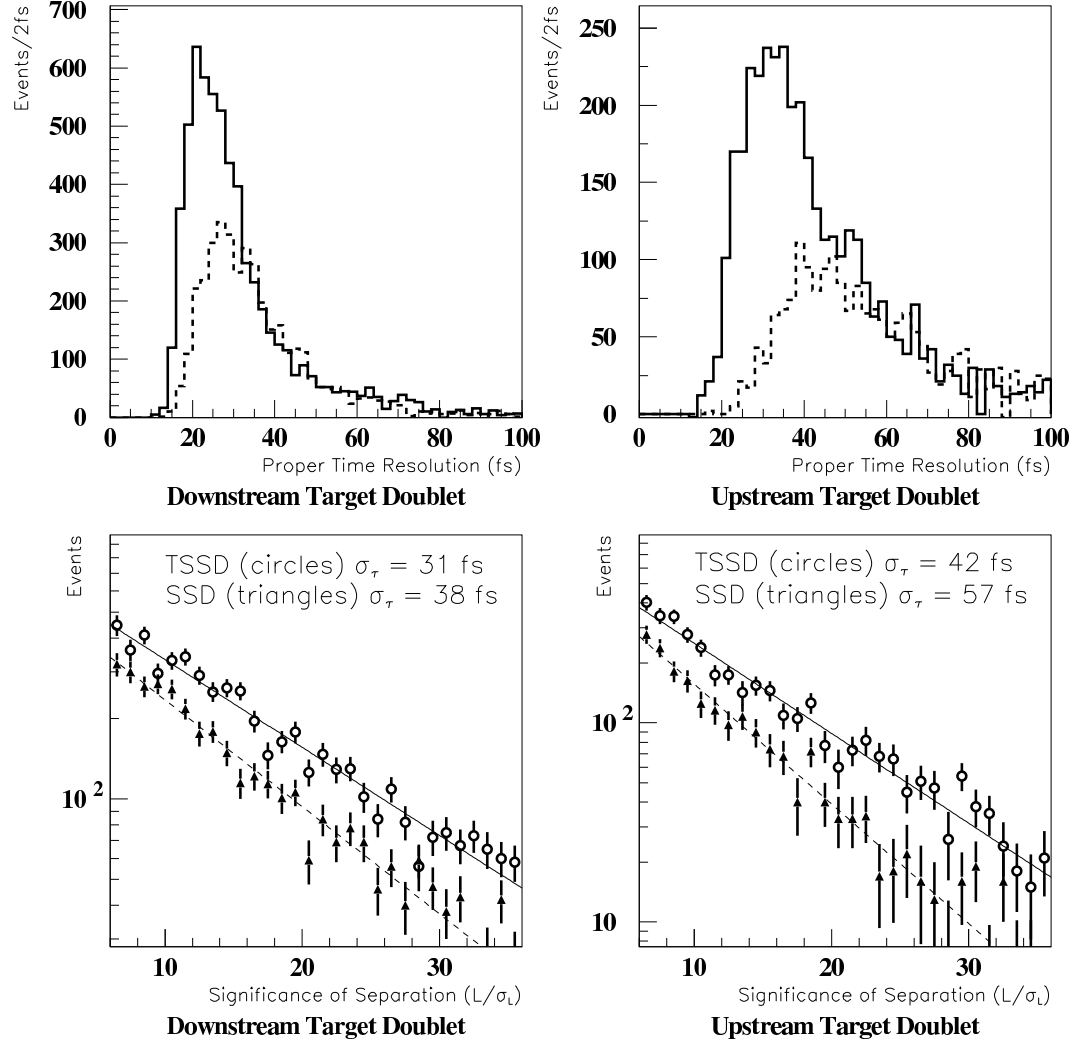 Events/2fs
700
600
500
400
300
200
100
0
0 20 40 60 80 100
Proper Time Resolution (fs)
Downstream Target Doublet
Events/2fs
250
200
150
100
50
0
0 20 40 60 80 100
Proper Time Resolution (fs)
Upstream Target Doublet
Events
TSSD (circles) στ = 31 fs
SSD (triangles) στ = 38 fs
10 2
10 20 30
Significance of Separation (L/σL)
Downstream Target Doublet
Events
TSSD (circles) στ = 42 fs
SSD (triangles) στ = 57 fs
10 2
10
10 20 30
Significance of Separation (L/σL)
Upstream Target Doublet